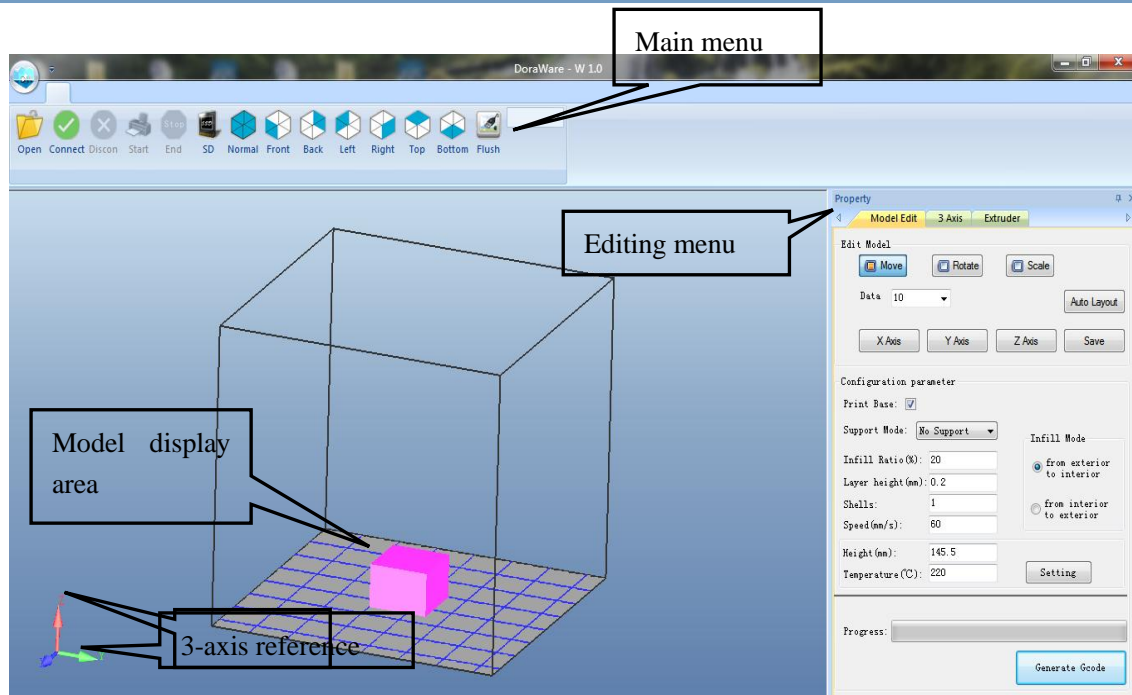 Main menu
DoraWare - W 1.0
Open Connect Discon Start End SD Normal Front Back Left Right Top Bottom Flush
Property
Model Edit 3 Axis Extruder
Editing menu
Edit Model
Move Rotate Scale
Data 10
Auto Layout
X Axis Y Axis Z Axis Save
Configuration parameter
Print Base:
Support Mode: No Support
Infill Mode
Infill Ratio(%): 20
from exterior
to interior
Layer height(mm): 0.2
Shells: 1
from interior
to exterior
Speed(mm/s): 60
Height(mm): 145.5
Temperature(℃): 220
Setting
Progress:
Generate Gcode
Model display
area
3-axis reference